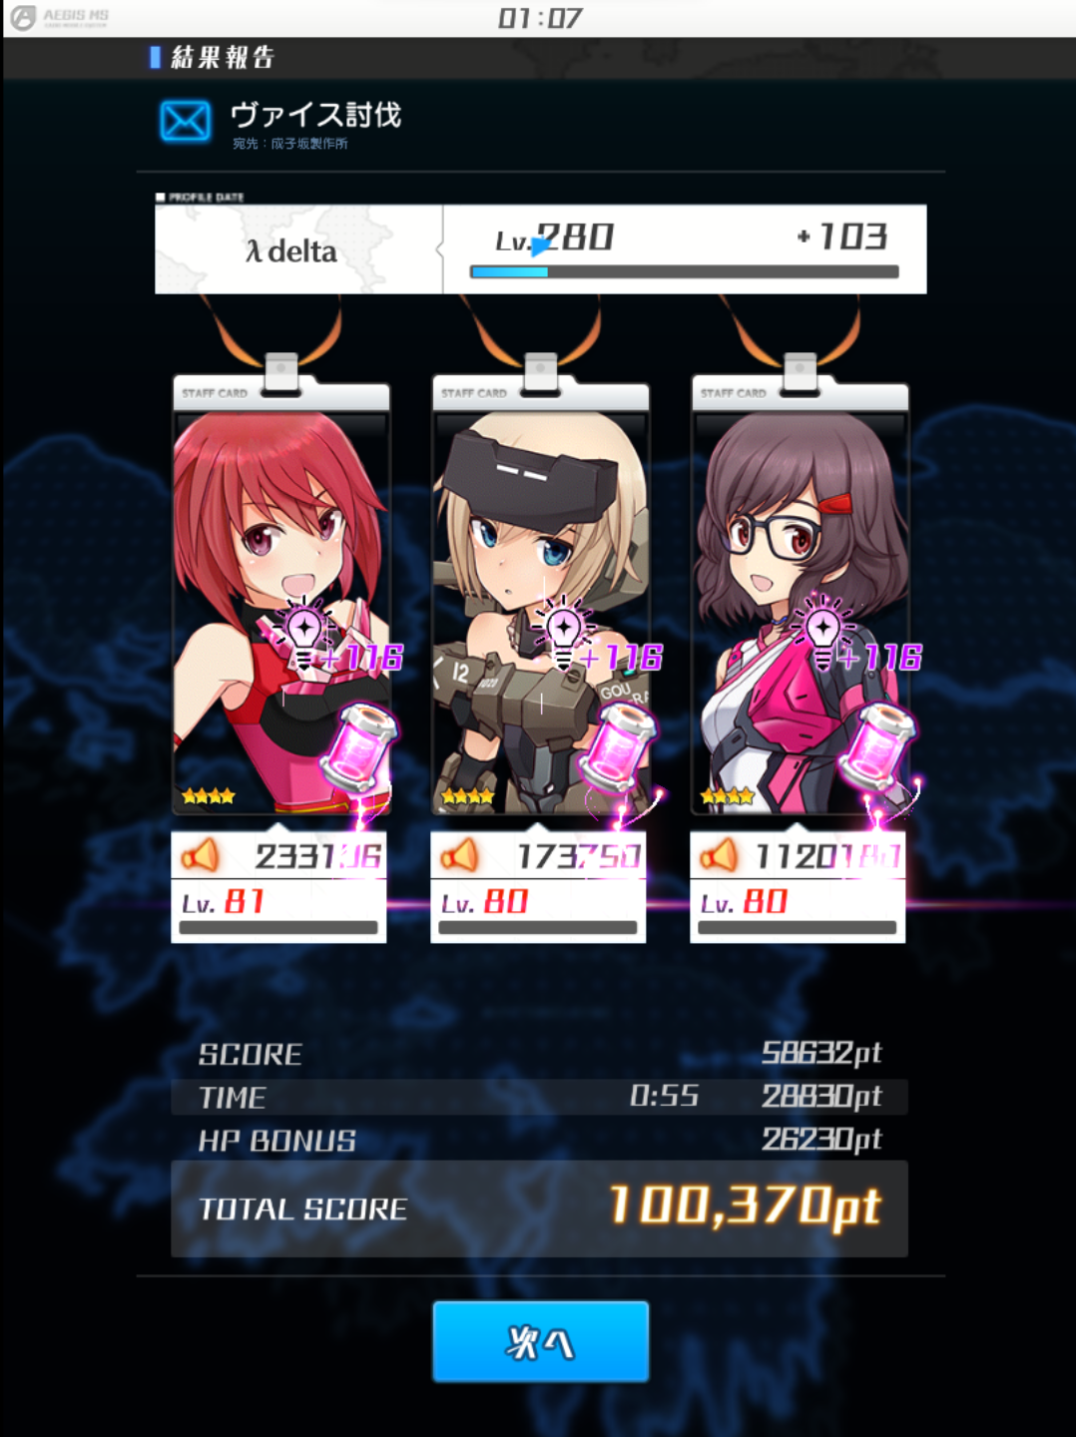 AEGIS MS
01:07
結果報告
ヴァイス討伐
宛先：成子坂製作所
PROFILE DATE
λ delta
Lv.280 +103
STAFF CARD STAFF CARD STAFF CARD
12
GOU
+116 +116 +116
173750
Lv. 81 Lv. 80 Lv. 80
SCORE 58632pt
TIME 0:55 28830pt
HP BONUS 26230pt
TOTAL SCORE 100,370pt
次へ